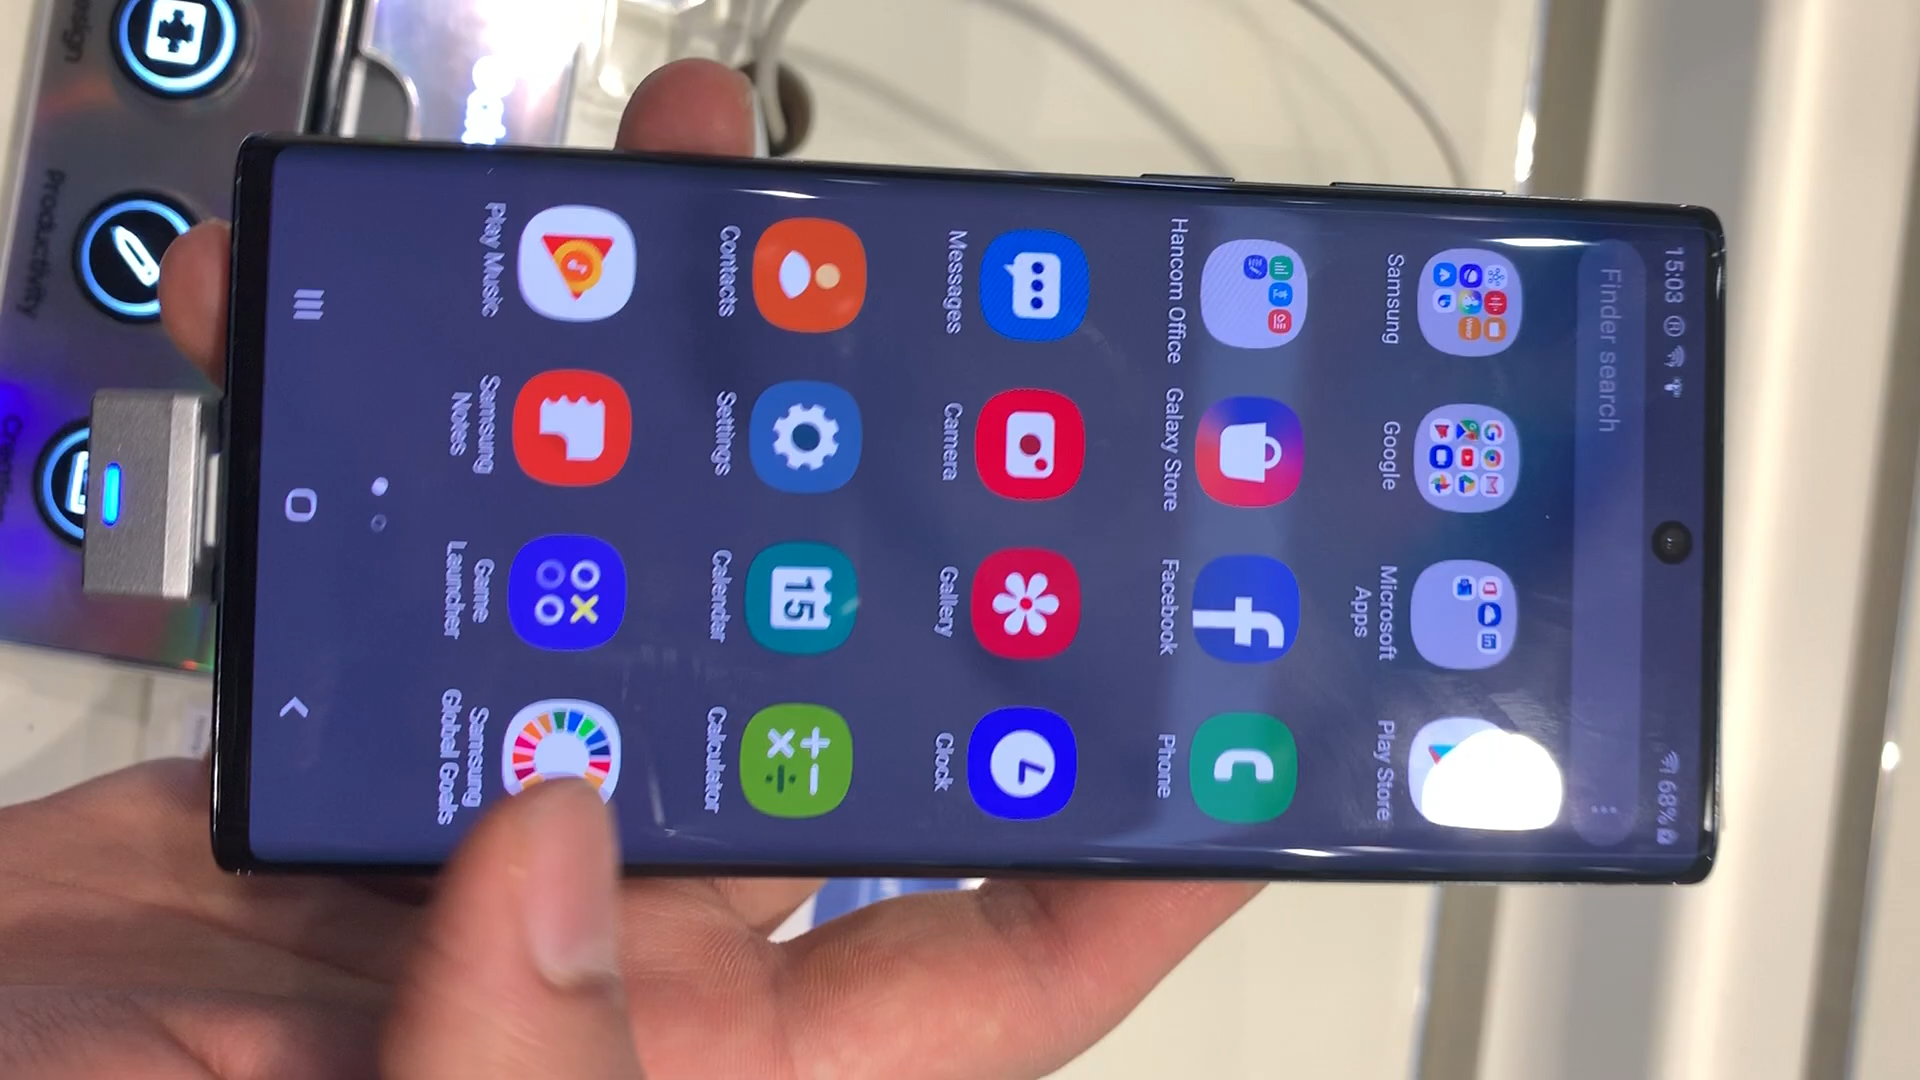 15:03
68%
Finder search
Samsung
Google
Microsoft
Apps
Play Store
Hancom Office
Galaxy Store
Facebook
Phone
Messages
Camera
Gallery
Clock
Contacts
Settings
15
Calendar
Calculator
Play Music
Samsung
Notes
Game
Launcher
Samsung
Global Goals
Productivity